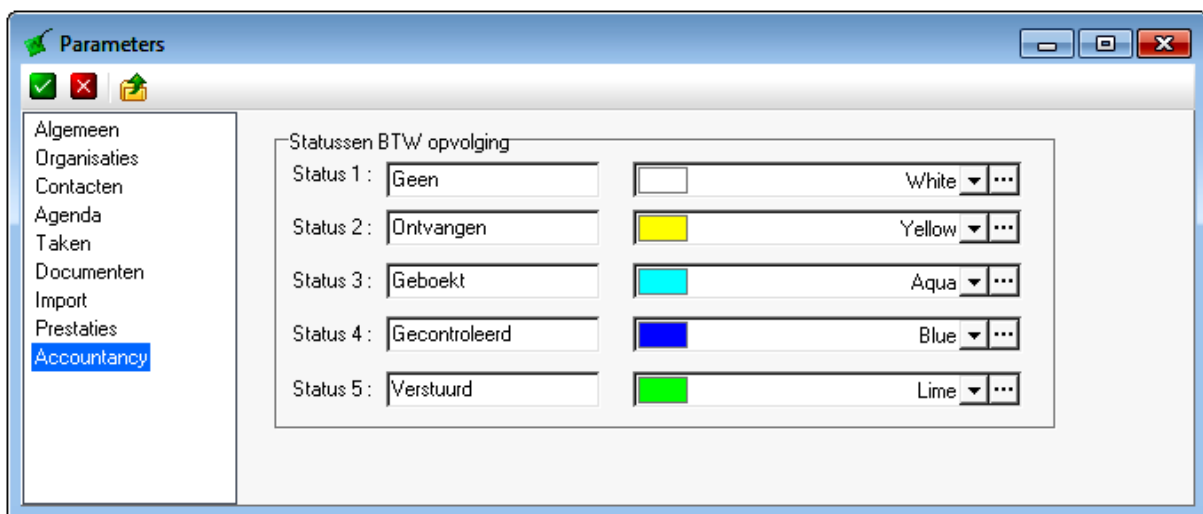 Parameters
Algemeen
Organisaties
Contacten
Agenda
Taken
Documenten
Import
Prestaties
Accountancy
Statussen BTW opvolging
Status 1 : Geen White
Status 2 : Ontvangen Yellow
Status 3 : Geboekt Aqua
Status 4 : Gecontroleerd Blue
Status 5 : Verstuurd Lime